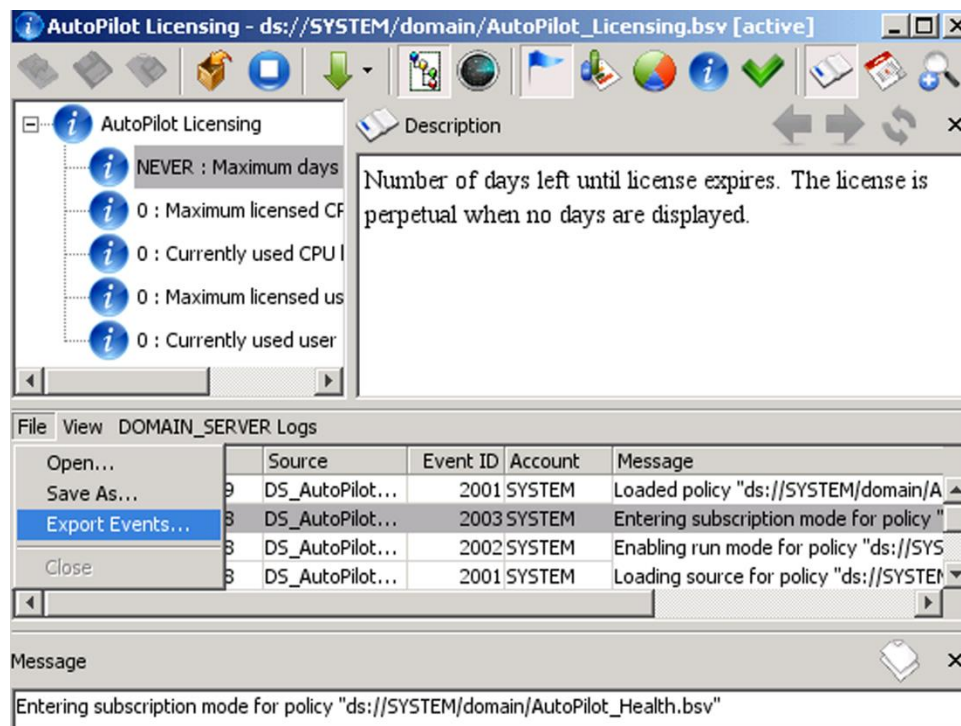 AutoPilot Licensing - ds://SYSTEM/domain/AutoPilot_Licensing.bsv [active]
AutoPilot Licensing
NEVER : Maximum days
0 : Maximum licensed CP
0 : Currently used CPU l
0 : Maximum licensed us
0 : Currently used user
Description
Number of days left until license expires. The license is
perpetual when no days are displayed.
File View DOMAIN_SERVER Logs
Open...
Save As...
Export Events...
Close
Source Event ID Account Message
9 DS_AutoPilot... 2001 SYSTEM Loaded policy "ds://SYSTEM/domain/A
8 DS_AutoPilot... 2003 SYSTEM Entering subscription mode for policy "
8 DS_AutoPilot... 2002 SYSTEM Enabling run mode for policy "ds://SYS
8 DS_AutoPilot... 2001 SYSTEM Loading source for policy "ds://SYSTEM
Message
Entering subscription mode for policy "ds://SYSTEM/domain/AutoPilot_Health.bsv"